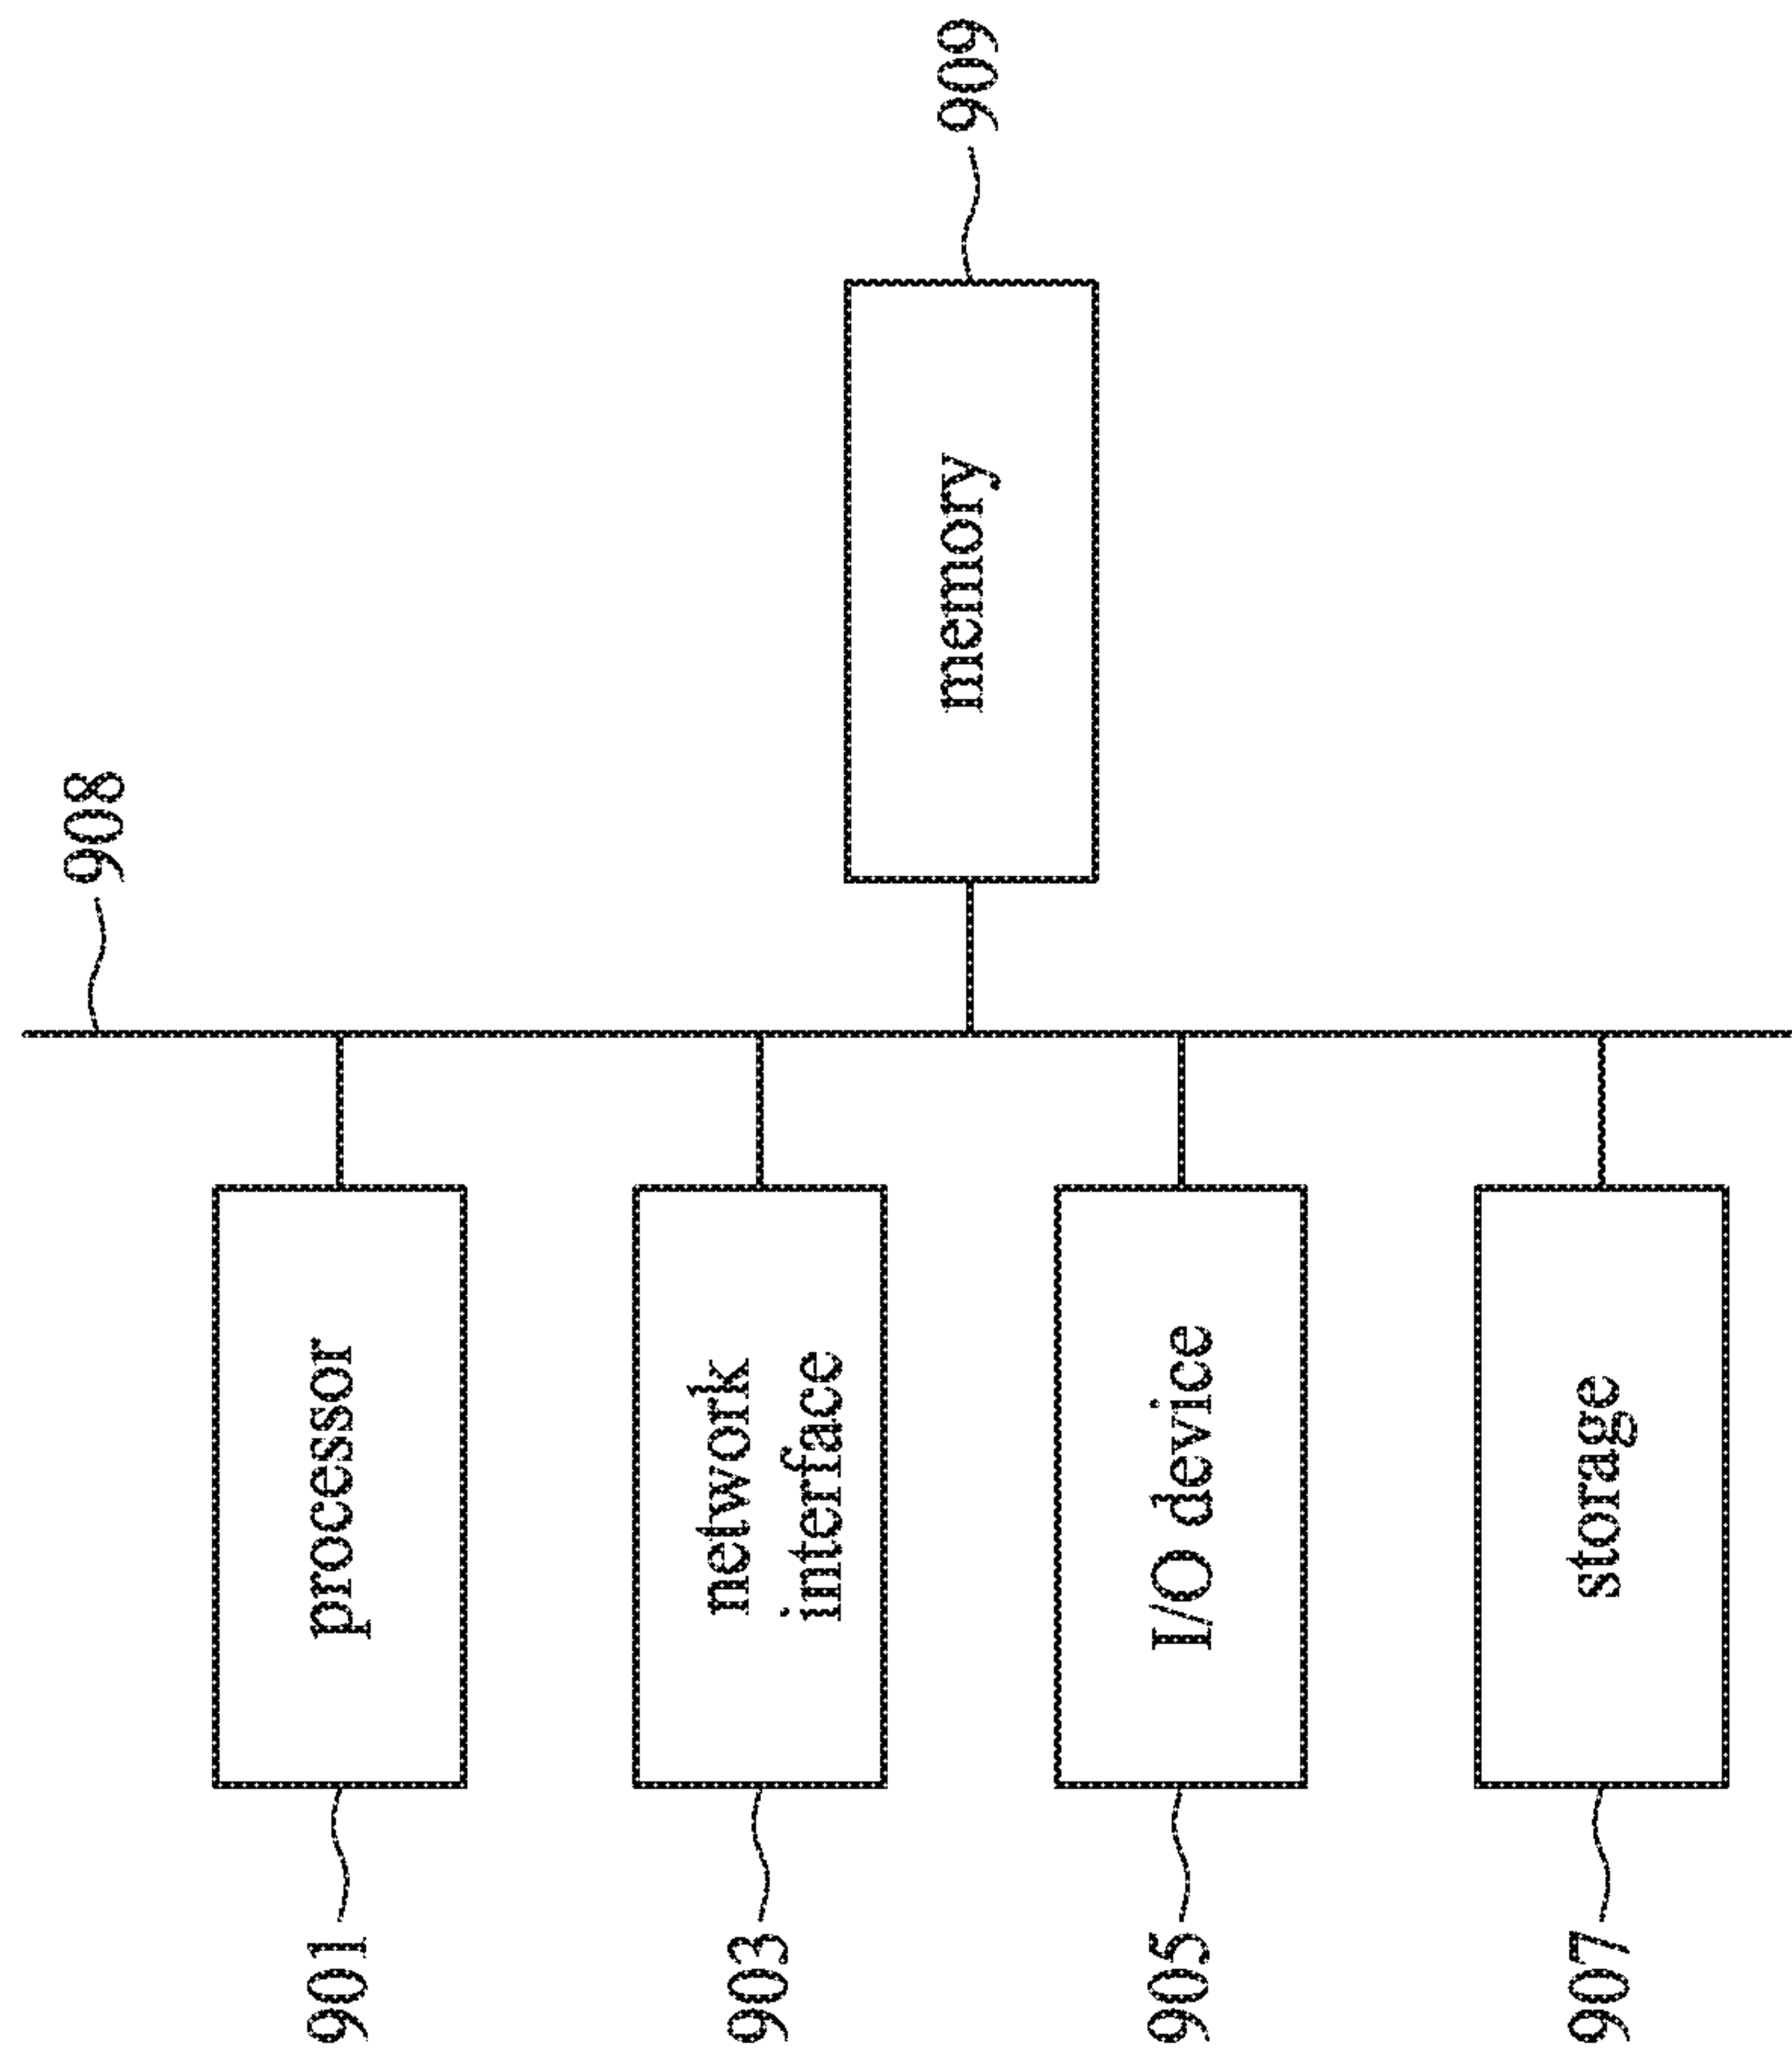 901
processor
903
network
interface
905
I/O device
907
storage
908
memory
909